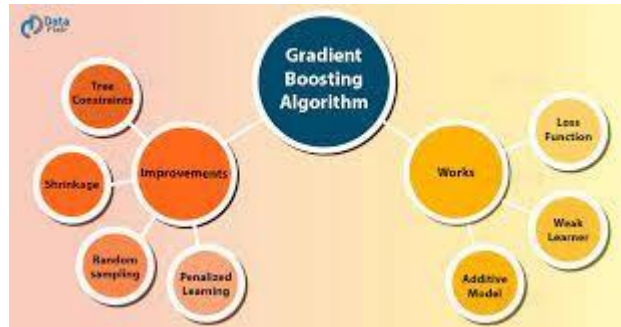 Data
Flair
Gradient
Boosting
Algorithm
Tree
Constraints
Improvements
Shrinkage
Random
sampling
Penalized
Learning
Works
Loss
Function
Weak
Learner
Additive
Model